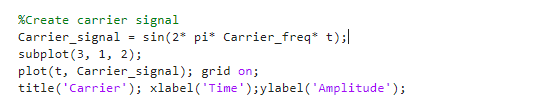 %Create carrier signal
Carrier_signal = sin(2* pi* Carrier_freq* t);
subplot(3, 1, 2);
plot(t, Carrier_signal); grid on;
title('Carrier'); xlabel('Time');ylabel('Amplitude');